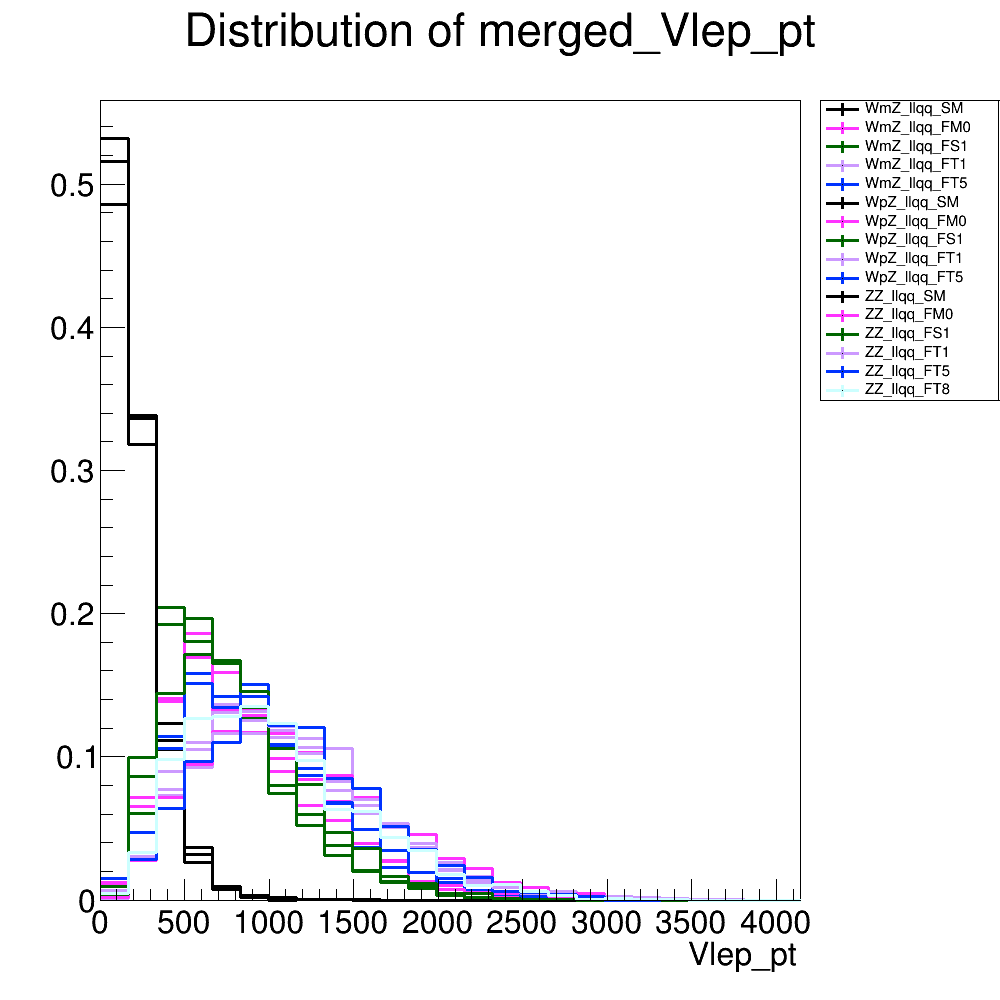 Distribution of merged_Vlep_pt
WmZ_llqq_SM
WmZ_llqq_FM0
WmZ_llqq_FS1
WmZ_llqq_FT1
WmZ_llqq_FT5
WpZ_llqq_SM
WpZ_llqq_FM0
WpZ_llqq_FS1
WpZ_llqq_FT1
WpZ_llqq_FT5
ZZ_llqq_SM
ZZ_llqq_FM0
ZZ_llqq_FS1
ZZ_llqq_FT1
ZZ_llqq_FT5
ZZ_llqq_FT8
0.5
0.4
0.3
0.2
0.1
0
0 500 1000 1500 2000 2500 3000 3500 4000
Vlep_pt